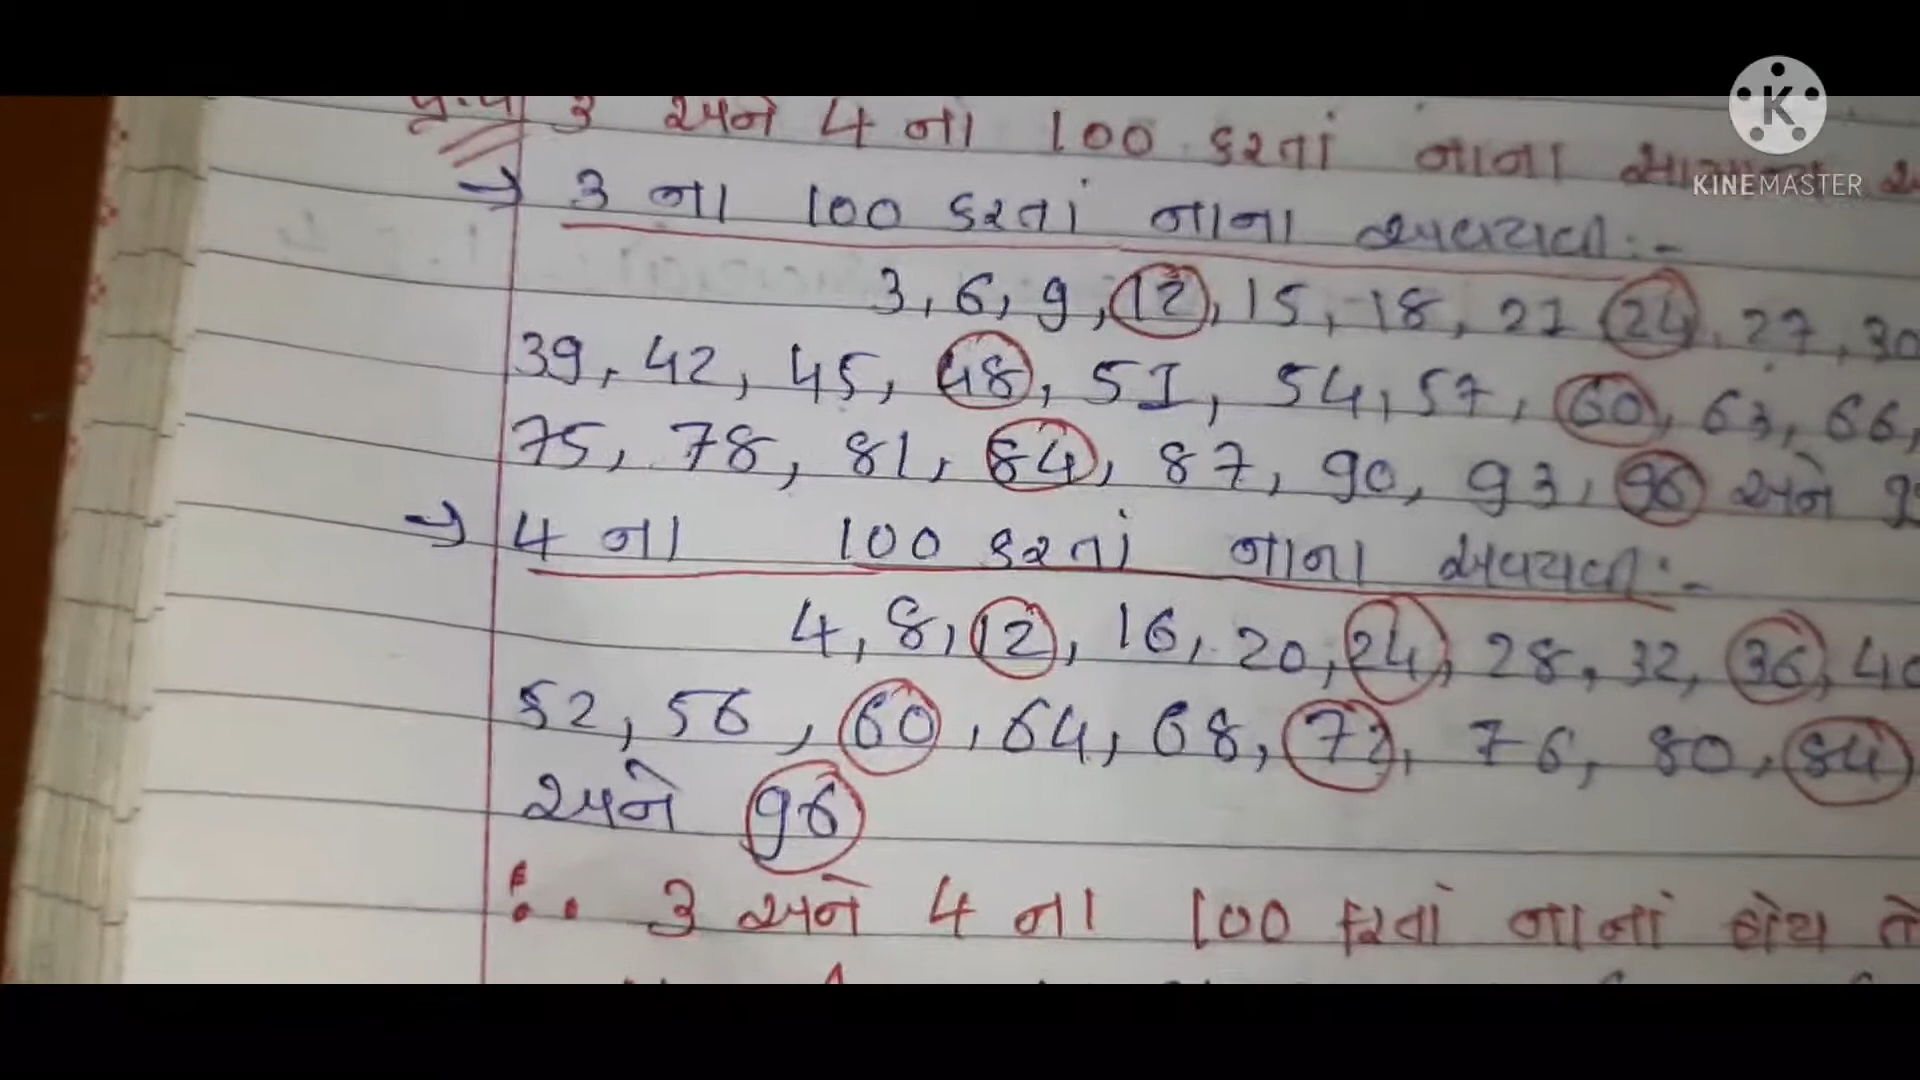 3 અને 4 ના 100 કરતાં નાના
KINEMASTER
→ 3 ના 100 કરતાં નાના અવયવી :-
3, 6, 9, 12, 15, 18, 21 24, 27, 30
39, 42, 45, 48, 51, 54, 57, 60, 63, 66,
75, 78, 81, 84, 87, 90, 93, 96 અને
→ 4 ના 100 કરતાં નાના અવયવી :-
4, 8, 12, 16, 20, 24, 28, 32, 36, 40
52, 56, 60, 64, 68, 72, 76, 80, 84
અને 96
∴ 3 અને 4 ના 100 કરતાં નાનાં હોય તે